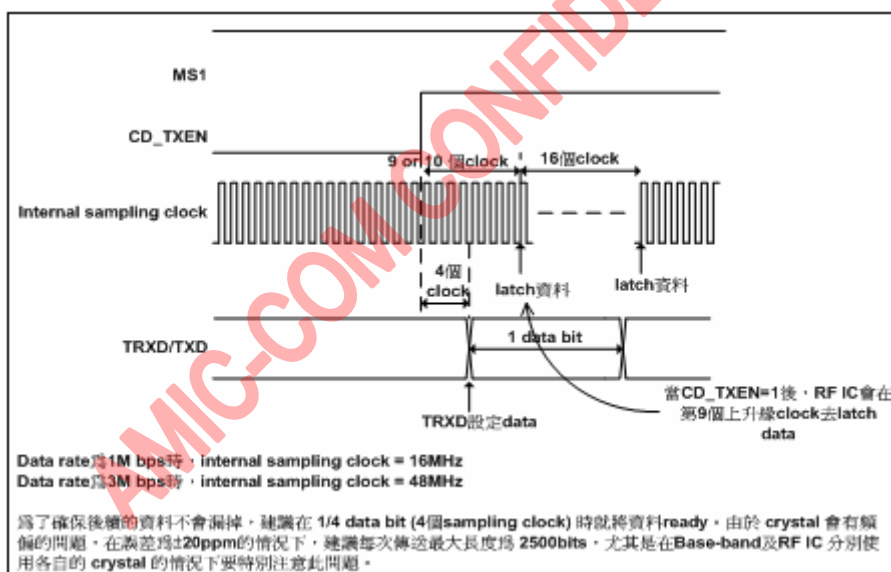 AMIC-COM CONFIDE
MS1
CD_TXEN
9 or 10 個clock
16個clock
Internal sampling clock
4個
clock
latch資料
latch資料
TRXD/TXD
1 data bit
TRXD設定data
當CD_TXEN=1後,RF IC會在
第9個上升緣clock去latch
data
Data rate為1M bps時,internal sampling clock = 16MHz
Data rate為3M bps時,internal sampling clock = 48MHz
為了確保後續的資料不會漏掉,建議在 1/4 data bit (4個sampling clock) 時就將資料ready。由於 crystal 會有頻
偏的問題,在誤差為±20ppm的情況下,建議每次傳送最大長度為 2500bits,尤其是在Base-band及RF IC 分別使
用各自的 crystal 的情況下要特別注意此問題。